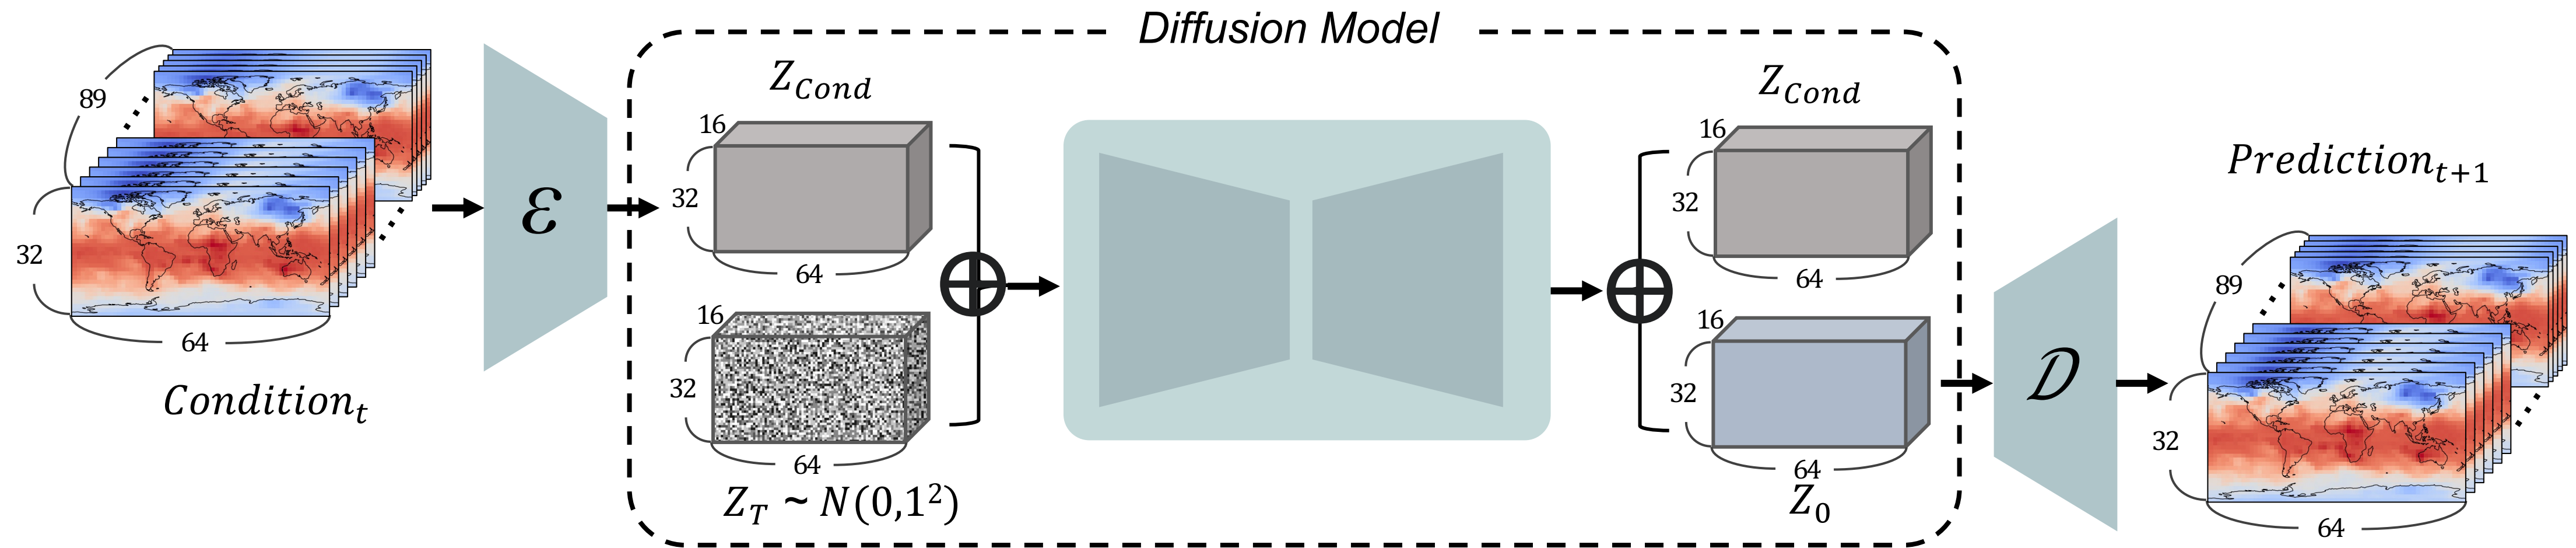 Diffusion Model
89
32
64
Condition_t
ℰ
Z_Cond
16
32
64
16
32
64
Z_T ~ N(0,1²)
Z_Cond
16
32
64
16
32
64
Z_0
𝒟
Prediction_{t+1}
89
32
64